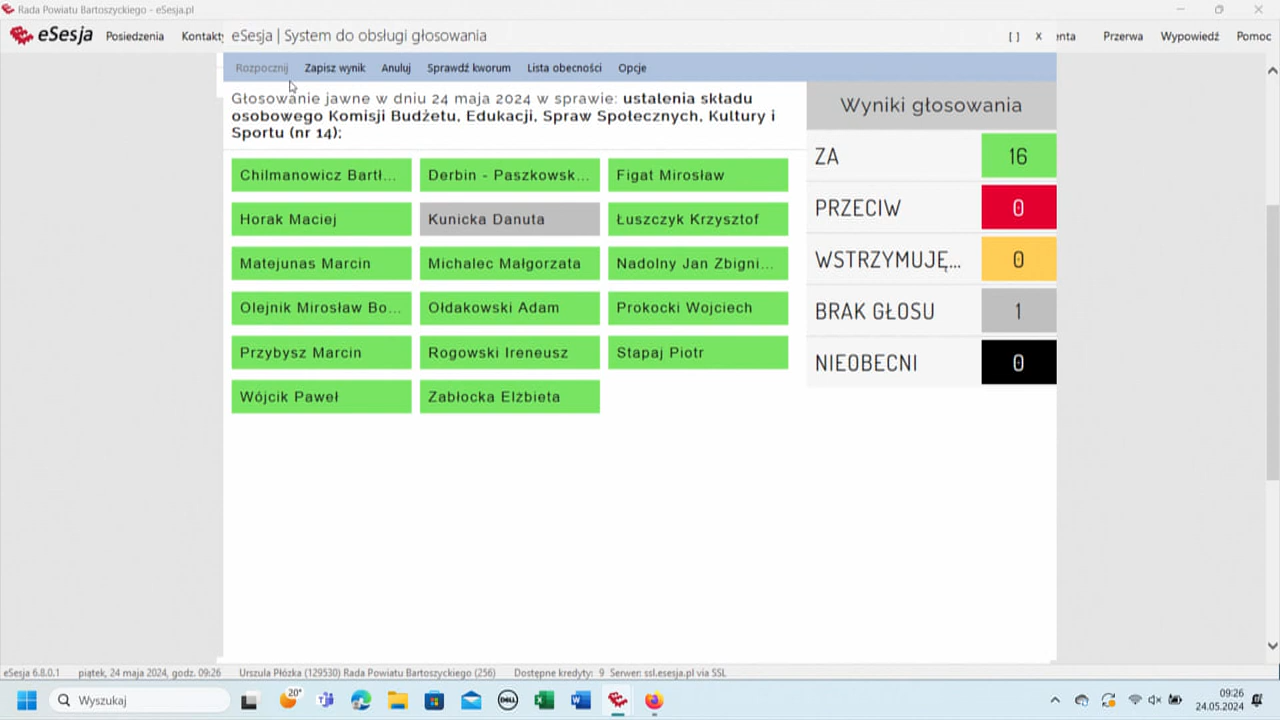 Rada Powiatu Bartoszyckiego - eSesja.pl
eSesja Posiedzenia Kontakty eSesja | System do obsługi głosowania [ ] X enta Przerwa Wypowiedź Pomoc
Rozpocznij Zapisz wynik Anuluj Sprawdź kworum Lista obecności Opcje
Głosowanie jawne w dniu 24 maja 2024 w sprawie: ustalenia składu
osobowego Komisji Budżetu, Edukacji, Spraw Społecznych, Kultury i
Sportu (nr 14);
Chilmanowicz Bartł... Derbin - Paszkowsk... Figat Mirosław
Horak Maciej Kunicka Danuta Łuszczyk Krzysztof
Matejunas Marcin Michalec Małgorzata Nadolny Jan Zbigni...
Olejnik Mirosław Bo... Ołdakowski Adam Prokocki Wojciech
Przybysz Marcin Rogowski Ireneusz Stapaj Piotr
Wójcik Paweł Zabłocka Elżbieta
Wyniki głosowania
ZA 16
PRZECIW 0
WSTRZYMUJĘ... 0
BRAK GŁOSU 1
NIEOBECNI 0
eSesja 6.8.0.1 piątek, 24 maja 2024, godz. 09:26 Urszula Płózka (129530) Rada Powiatu Bartoszyckiego (256) Dostępne kredyty: 9 Serwer: ssl.esesja.pl via SSL
Wyszukaj 20° DELL 09:26
24.05.2024